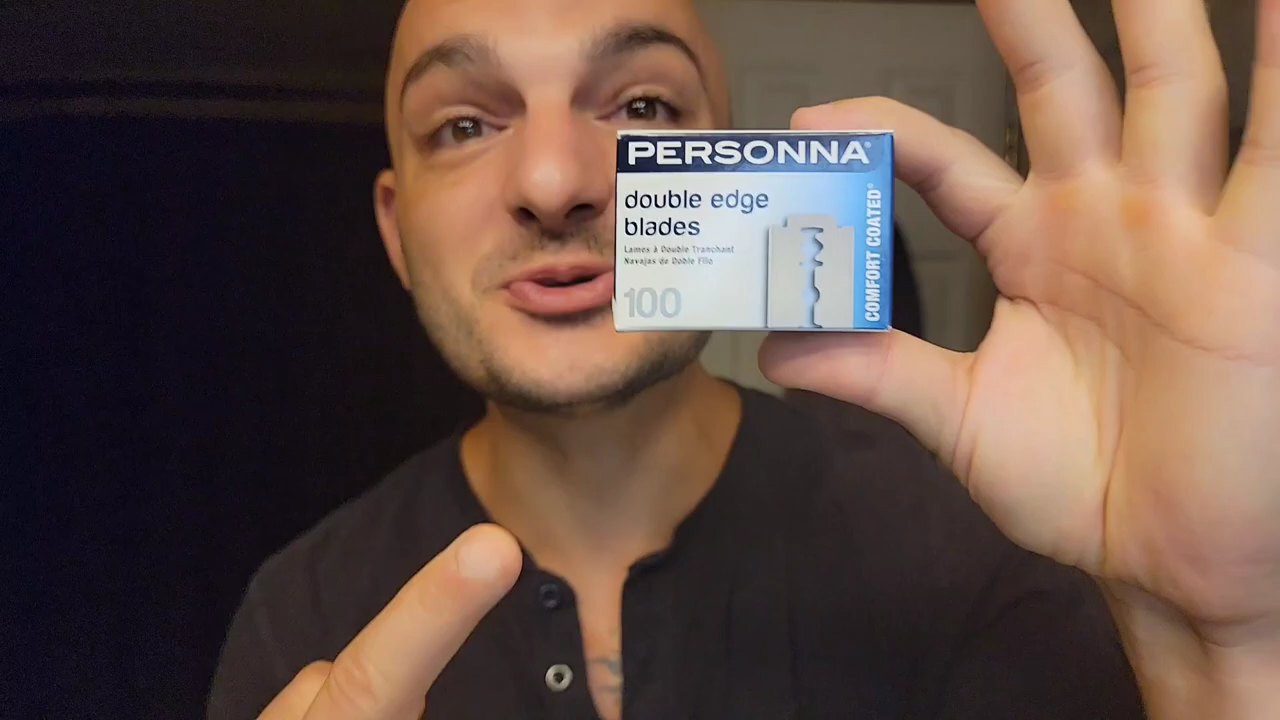 PERSONNA®
double edge
blades
Lames à Double Tranchant
Navajas de Doble Filo
100
COMFORT COATED®